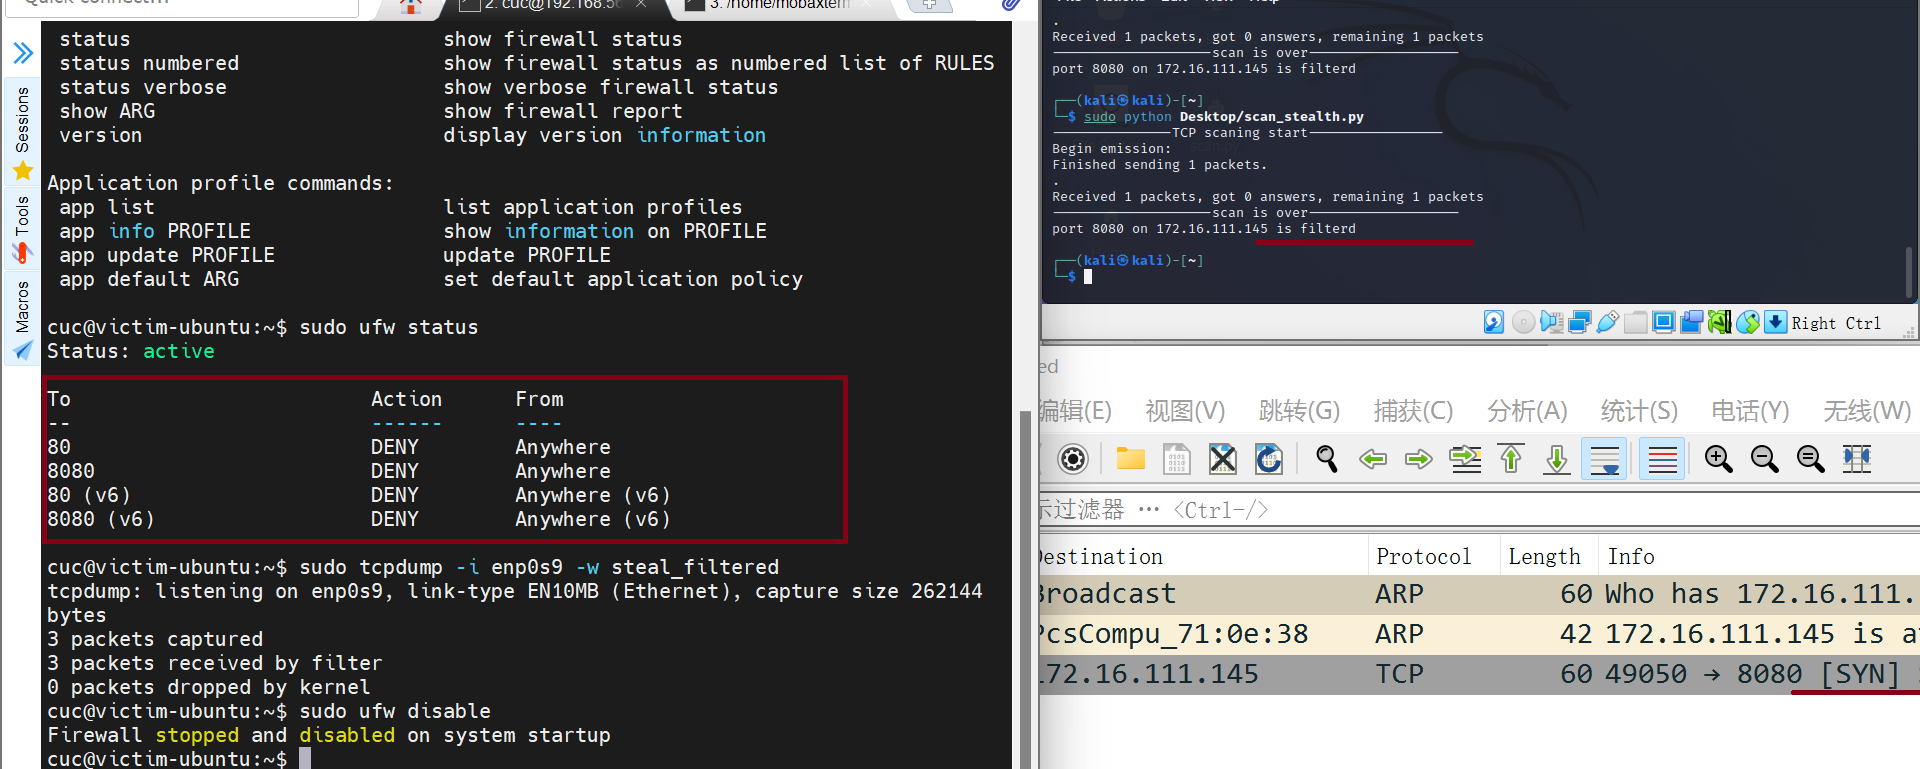 2. cuc@192.168.56
3. /home/mobaxterm
Sessions
Tools
Macros
status show firewall status
status numbered show firewall status as numbered list of RULES
status verbose show verbose firewall status
show ARG show firewall report
version display version information
Application profile commands:
app list list application profiles
app info PROFILE show information on PROFILE
app update PROFILE update PROFILE
app default ARG set default application policy
cuc@victim-ubuntu:~$ sudo ufw status
Status: active
To Action From
-- ------ ----
80 DENY Anywhere
8080 DENY Anywhere
80 (v6) DENY Anywhere (v6)
8080 (v6) DENY Anywhere (v6)
cuc@victim-ubuntu:~$ sudo tcpdump -i enp0s9 -w steal_filtered
tcpdump: listening on enp0s9, link-type EN10MB (Ethernet), capture size 262144
bytes
3 packets captured
3 packets received by filter
0 packets dropped by kernel
cuc@victim-ubuntu:~$ sudo ufw disable
Firewall stopped and disabled on system startup
cuc@victim-ubuntu:~$
.
Received 1 packets, got 0 answers, remaining 1 packets
--------------------scan is over-------------------
port 8080 on 172.16.111.145 is filterd
┌──(kali㉿kali)-[~]
└─$ sudo python Desktop/scan_stealth.py
---------------TCP scaning start-----------------
Begin emission:
Finished sending 1 packets.
.
Received 1 packets, got 0 answers, remaining 1 packets
--------------------scan is over-------------------
port 8080 on 172.16.111.145 is filterd
┌──(kali㉿kali)-[~]
└─$
Right Ctrl
ed
编辑(E) 视图(V) 跳转(G) 捕获(C) 分析(A) 统计(S) 电话(Y) 无线(W)
示过滤器 … <Ctrl-/>
Destination Protocol Length Info
Broadcast ARP 60 Who has 172.16.111.
PcsCompu_71:0e:38 ARP 42 172.16.111.145 is a
172.16.111.145 TCP 60 49050 → 8080 [SYN]